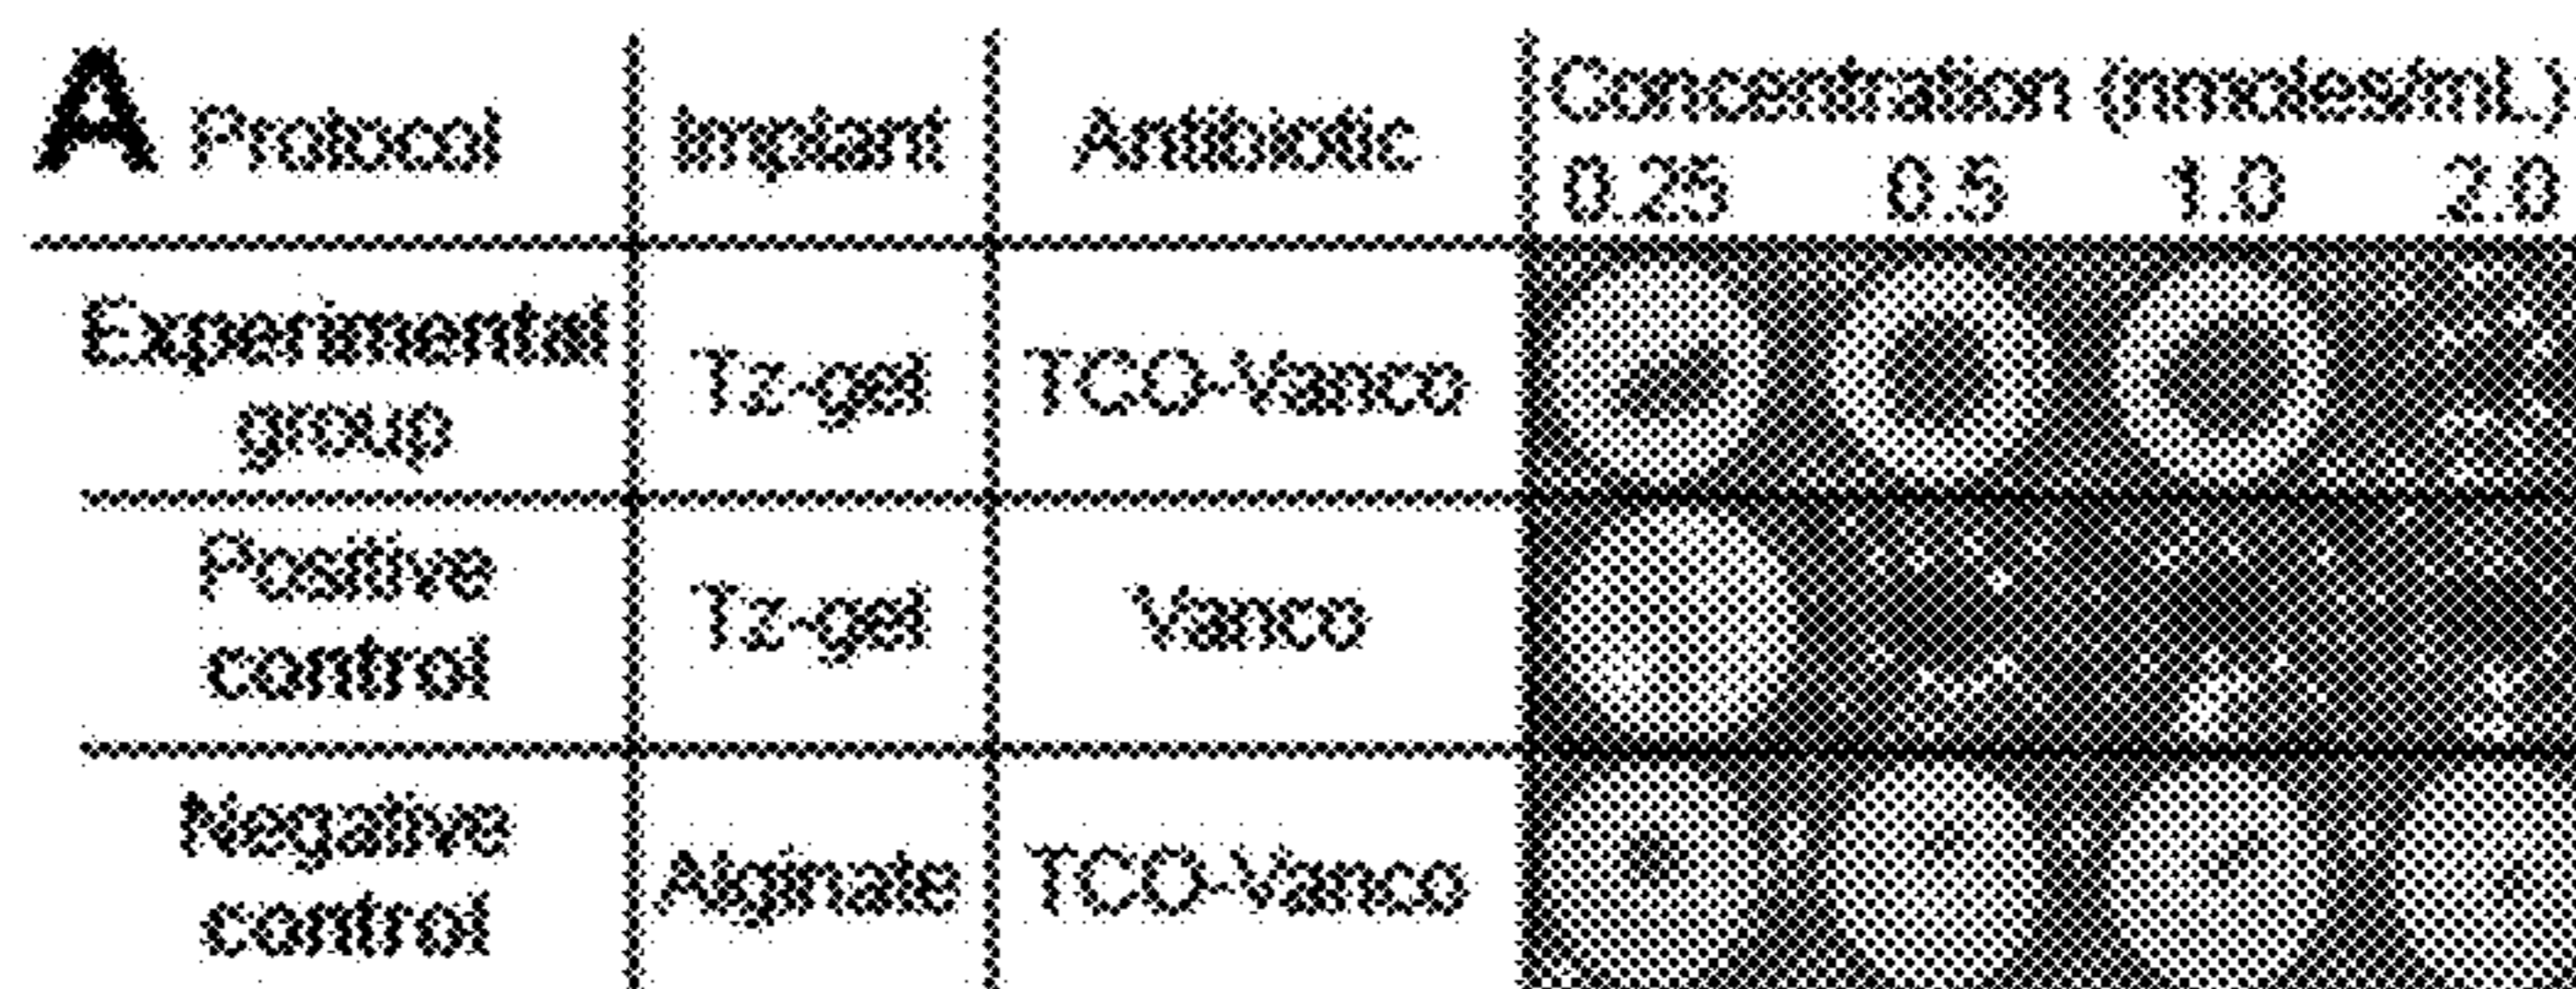 A Protocol Implant Antibiotic Concentration (nmoles/mL)
0.25 0.5 1.0 2.0
Experimental
group Tz-gel TCO-Vanco
Positive
control Tz-gel Vanco
Negative
control Alginate TCO-Vanco